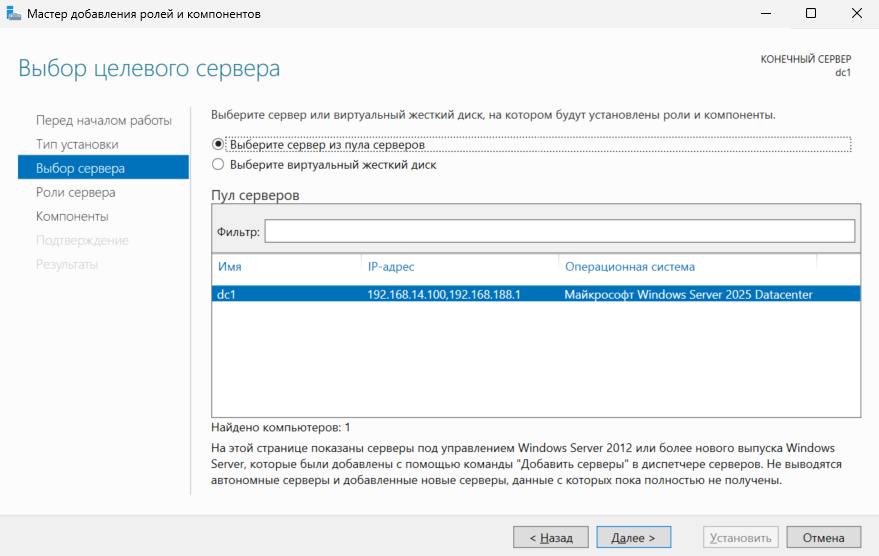 Мастер добавления ролей и компонентов
Выбор целевого сервера
КОНЕЧНЫЙ СЕРВЕР
dc1
Перед началом работы
Тип установки
Выбор сервера
Роли сервера
Компоненты
Подтверждение
Результаты
Выберите сервер или виртуальный жесткий диск, на котором будут установлены роли и компоненты.
Выберите сервер из пула серверов
Выберите виртуальный жесткий диск
Пул серверов
Фильтр:
Имя IP-адрес Операционная система
dc1 192.168.14.100,192.168.188.1 Майкрософт Windows Server 2025 Datacenter
Найдено компьютеров: 1
На этой странице показаны серверы под управлением Windows Server 2012 или более нового выпуска Windows
Server, которые были добавлены с помощью команды "Добавить серверы" в диспетчере серверов. Не выводятся
автономные серверы и добавленные новые серверы, данные с которых пока полностью не получены.
< Назад Далее > Установить Отмена